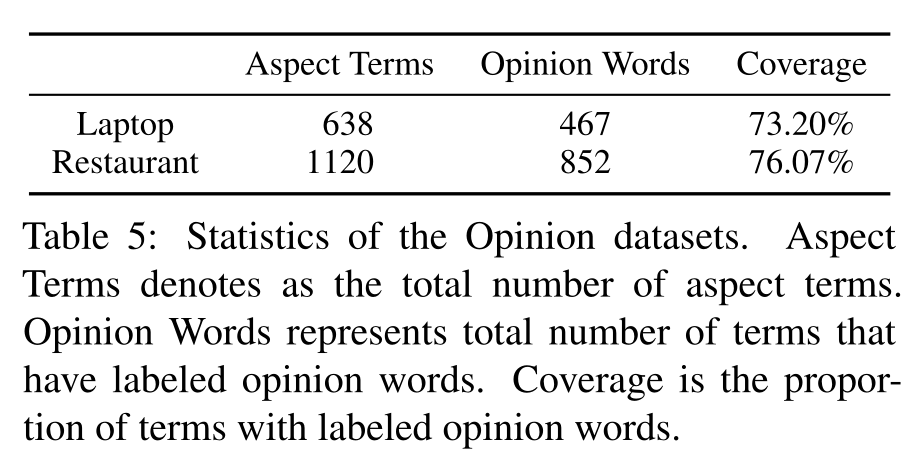 Aspect Terms Opinion Words Coverage
Laptop 638 467 73.20%
Restaurant 1120 852 76.07%
Table 5: Statistics of the Opinion datasets. Aspect
Terms denotes as the total number of aspect terms.
Opinion Words represents total number of terms that
have labeled opinion words. Coverage is the propor-
tion of terms with labeled opinion words.